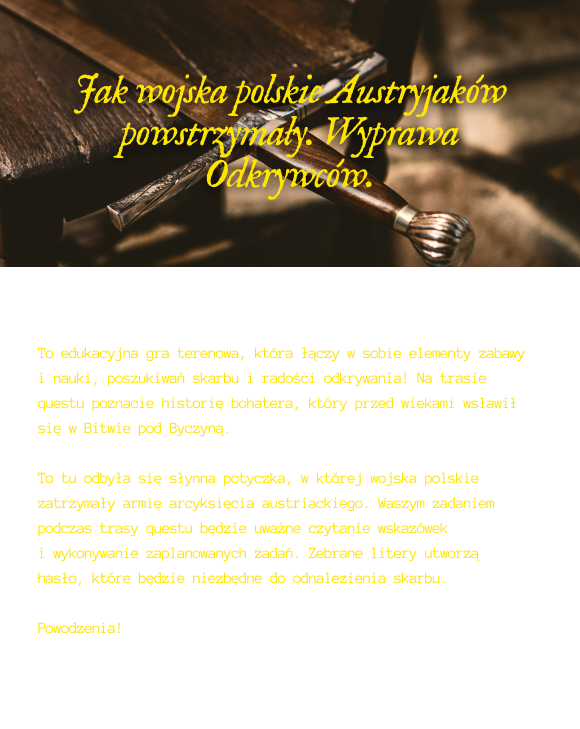 Jak wojska polskie Austryjaków
powstrzymały. Wyprawa
Odkrywców.
To edukacyjna gra terenowa, która łączy w sobie elementy zabawy
i nauki, poszukiwań skarbu i radości odkrywania! Na trasie
questu poznacie historię bohatera, który przed wiekami wsławił
się w Bitwie pod Byczyną.
To tu odbyła się słynna potyczka, w której wojska polskie
zatrzymały armię arcyksięcia austriackiego. Waszym zadaniem
podczas trasy questu będzie uważne czytanie wskazówek
i wykonywanie zaplanowanych zadań. Zebrane litery utworzą
hasło, które będzie niezbędne do odnalezienia skarbu.
Powodzenia!